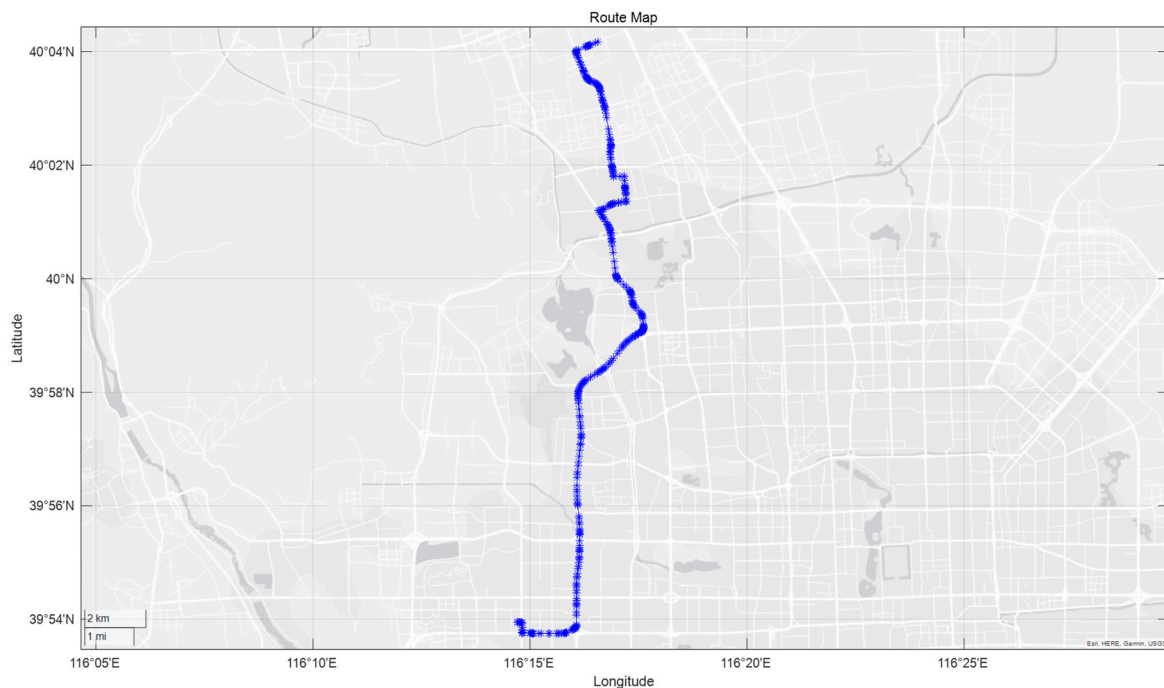 Route Map
40°04'N
40°02'N
40°N
39°58'N
39°56'N
39°54'N
Latitude
2 km
1 mi
Esri, HERE, Garmin, USGS
116°05'E
116°10'E
116°15'E
116°20'E
116°25'E
Longitude